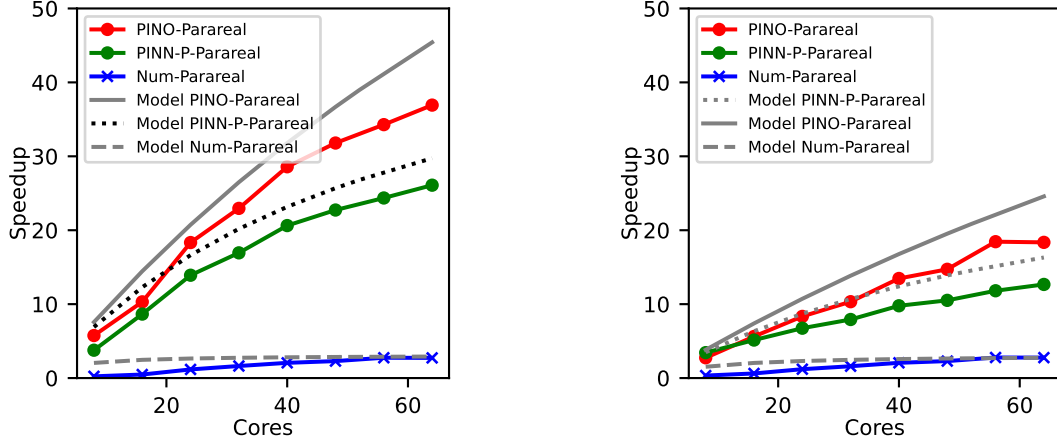 50
40
30
20
10
0
Speedup
PINO-Parareal
PINN-P-Parareal
Num-Parareal
Model PINO-Parareal
Model PINN-P-Parareal
Model Num-Parareal
20
40
60
Cores
50
40
30
20
10
0
Speedup
PINO-Parareal
PINN-P-Parareal
Num-Parareal
Model PINN-P-Parareal
Model PINO-Parareal
Model Num-Parareal
20
40
60
Cores